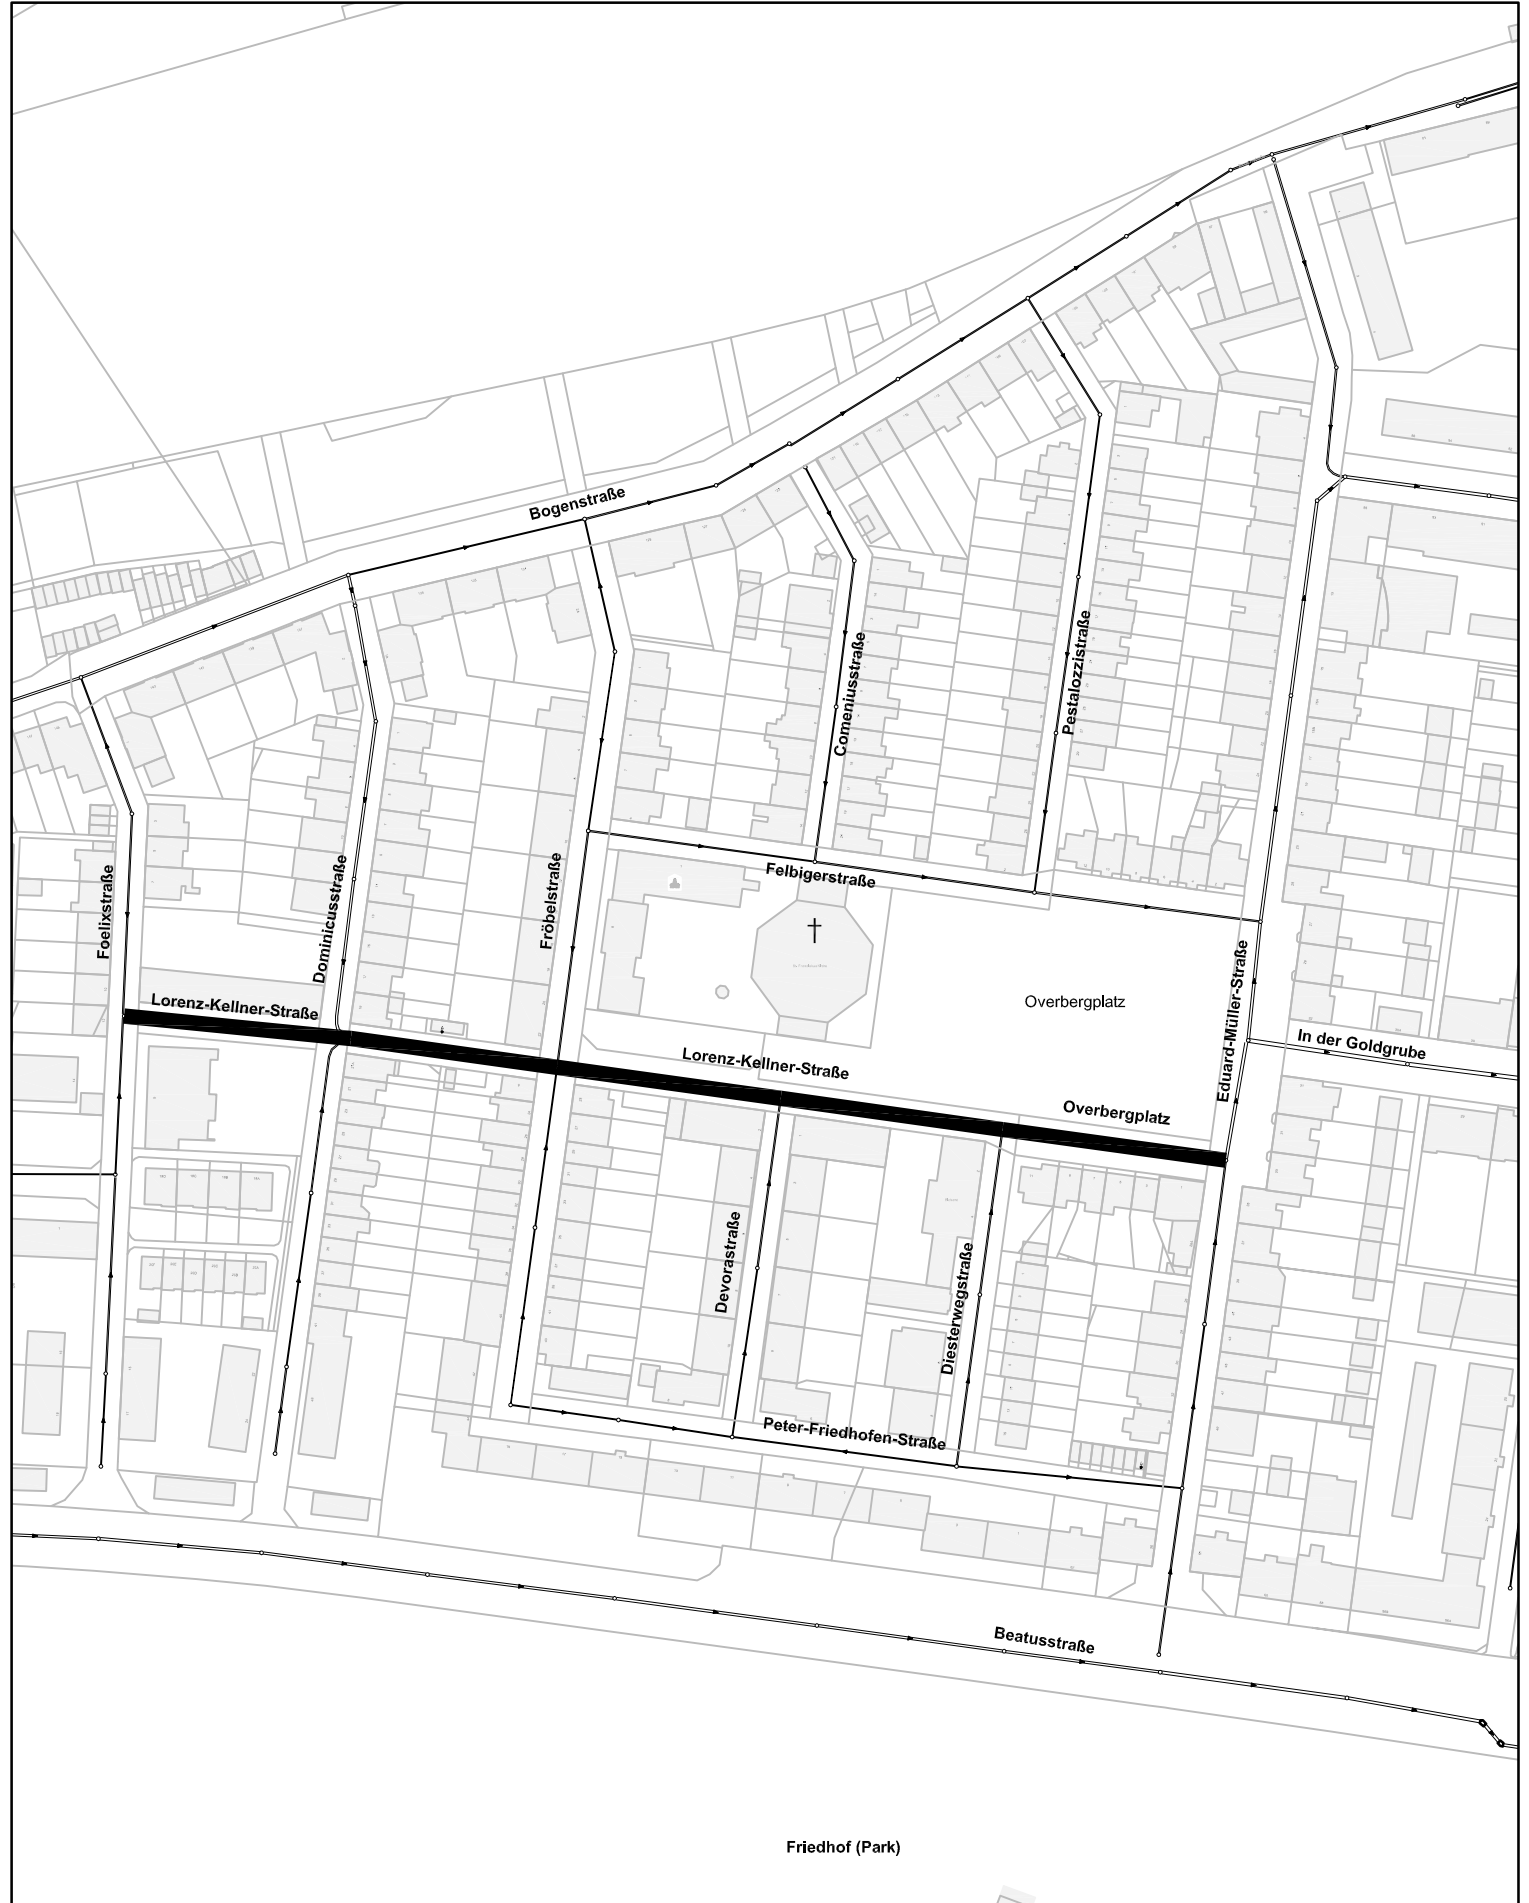 Bogenstraße
Comeniusstraße
Pestalozzistraße
Foelixstraße
Dominicusstraße
Fröbelstraße
Felbigerstraße
Eduard-Müller-Straße
Lorenz-Kellner-Straße
Overbergplatz
In der Goldgrube
Lorenz-Kellner-Straße
Overbergplatz
Devorastraße
Diesterwegstraße
Peter-Friedhofen-Straße
Beatusstraße
Friedhof (Park)